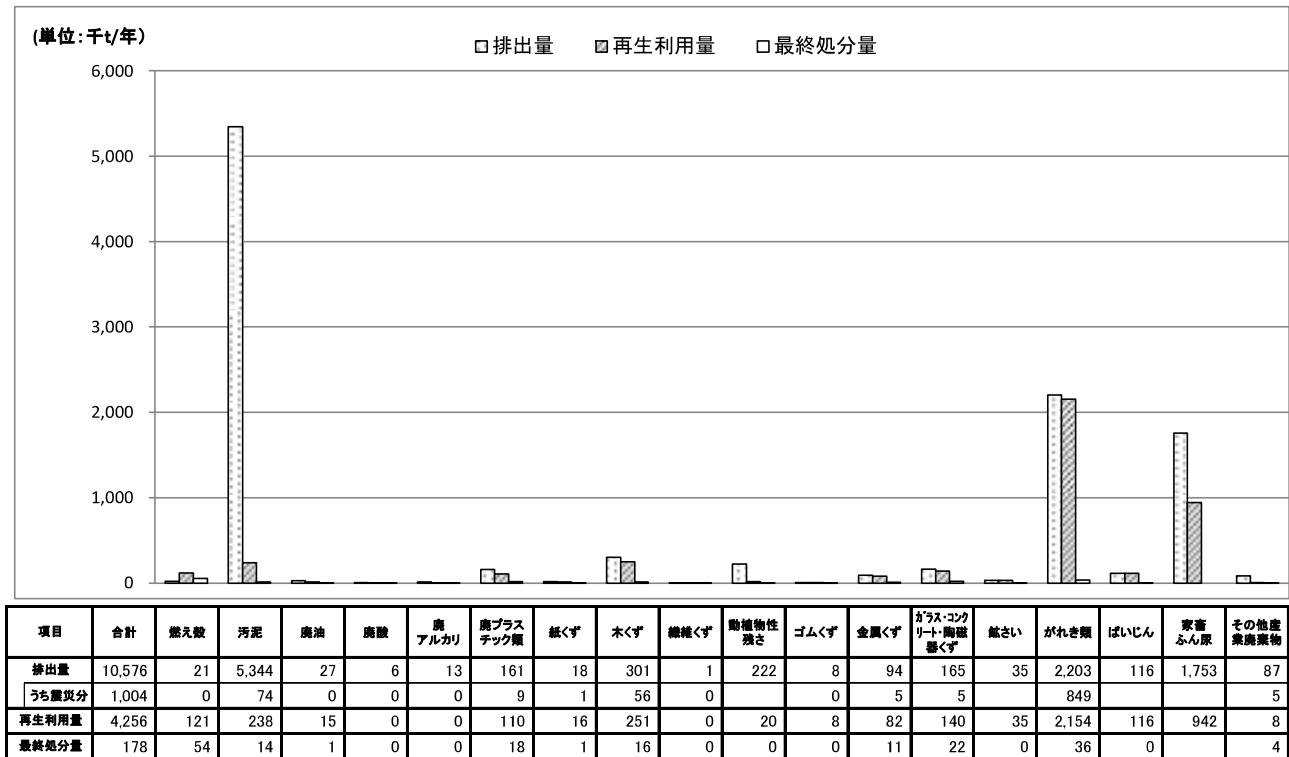 (単位:千t/年)
排出量 再生利用量 最終処分量
6,000
5,000
4,000
3,000
2,000
1,000
0
項目 合計 燃え殻 汚泥 廃油 廃酸 廃アルカリ 廃プラスチック類 紙くず 木くず 繊維くず 動植物性残さ ゴムくず 金属くず ガラス・コンクリート・陶磁器くず 鉱さい がれき類 ばいじん 家畜ふん尿 その他産業廃棄物
排出量 10,576 21 5,344 27 6 13 161 18 301 1 222 8 94 165 35 2,203 116 1,753 87
うち震災分 1,004 0 74 0 0 0 9 1 56 0 0 5 5 849 5
再生利用量 4,256 121 238 15 0 0 110 16 251 0 20 8 82 140 35 2,154 116 942 8
最終処分量 178 54 14 1 0 0 18 1 16 0 0 0 11 22 0 36 0 4